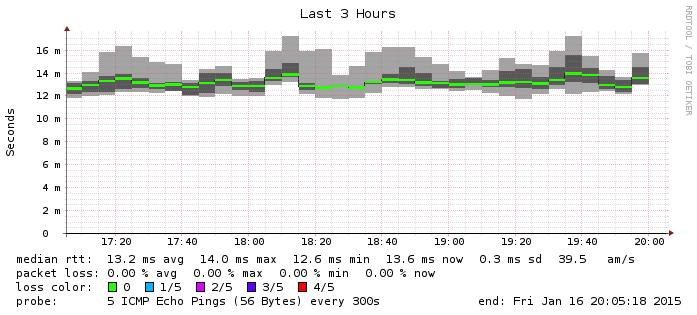 Last 3 Hours
RRDTOOL / TOBI OETIKER
Seconds
16 m
14 m
12 m
10 m
8 m
6 m
4 m
2 m
0
17:20 17:40 18:00 18:20 18:40 19:00 19:20 19:40 20:00
median rtt: 13.2 ms avg 14.0 ms max 12.6 ms min 13.6 ms now 0.3 ms sd 39.5 am/s
packet loss: 0.00 % avg 0.00 % max 0.00 % min 0.00 % now
loss color: 0 1/5 2/5 3/5 4/5
probe: 5 ICMP Echo Pings (56 Bytes) every 300s end: Fri Jan 16 20:05:18 2015